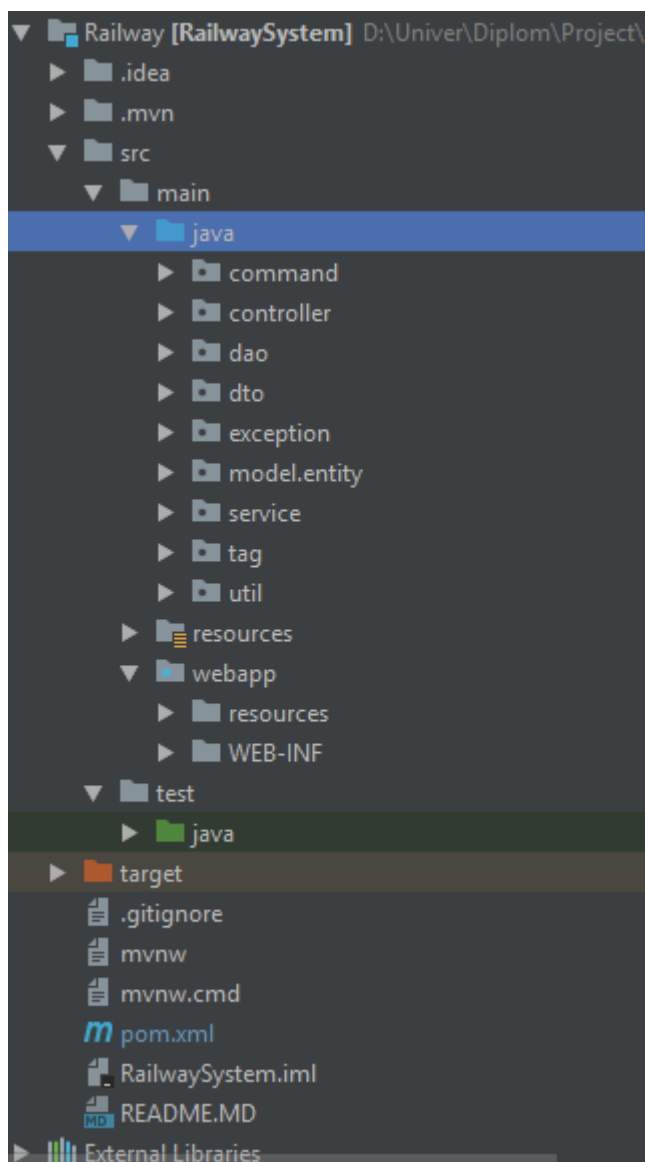 Railway [RailwaySystem] D:\Univer\Diplom\Project\
.idea
.mvn
src
main
java
command
controller
dao
dto
exception
model.entity
service
tag
util
resources
webapp
resources
WEB-INF
test
java
target
.gitignore
mvnw
mvnw.cmd
m pom.xml
RailwaySystem.iml
MD README.MD
External Libraries